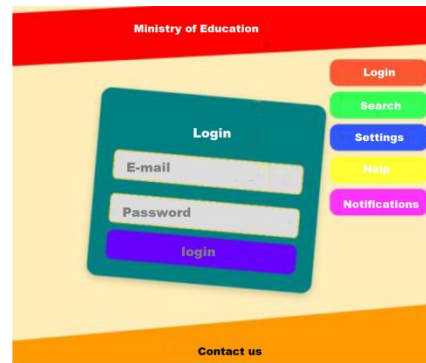 Ministry of Education
Login
Search
Settings
Help
Notifications
Login
E-mail
Password
login
Contact us